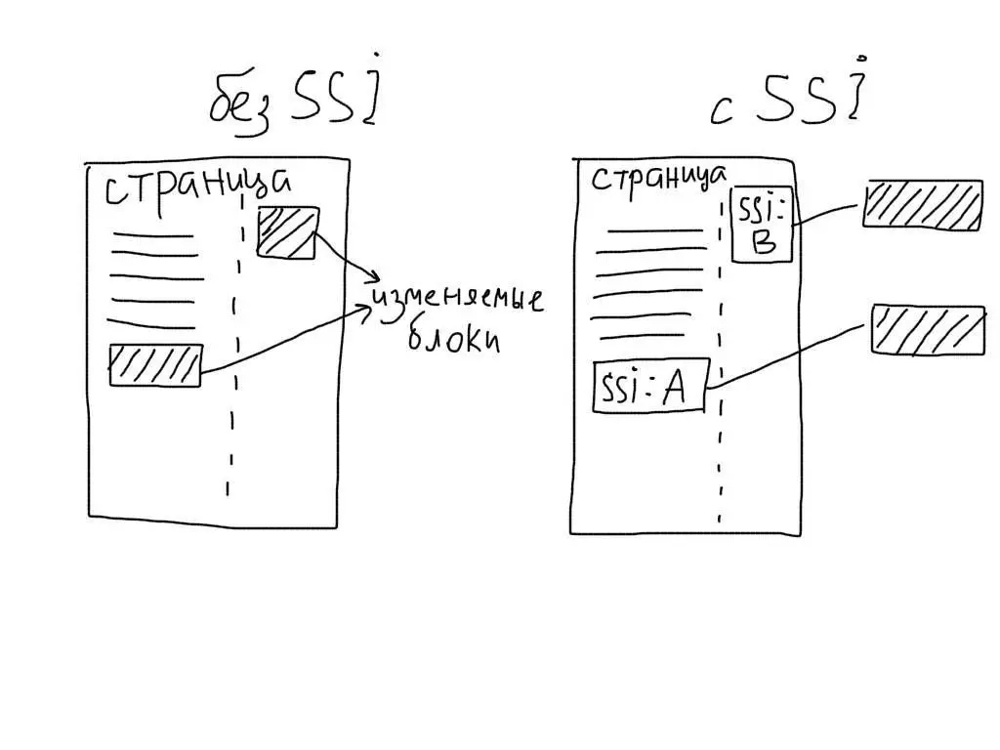 без SSi
страница
изменяемые
блоки
с SSi
страница
ssi:
B
ssi: A